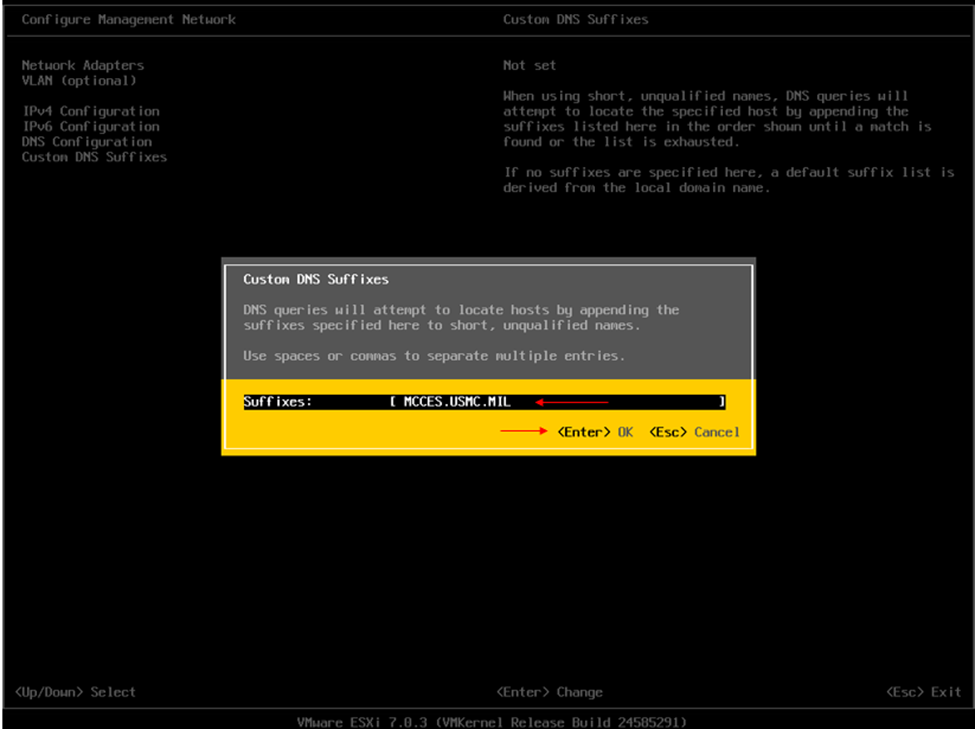 Configure Management Network
Custom DNS Suffixes
Network Adapters
VLAN (optional)
IPv4 Configuration
IPv6 Configuration
DNS Configuration
Custom DNS Suffixes
Not set
When using short, unqualified names, DNS queries will
attempt to locate the specified host by appending the
suffixes listed here in the order shown until a match is
found or the list is exhausted.
If no suffixes are specified here, a default suffix list is
derived from the local domain name.
Custom DNS Suffixes
DNS queries will attempt to locate hosts by appending the
suffixes specified here to short, unqualified names.
Use spaces or commas to separate multiple entries.
Suffixes: [ MCCES.USMC.MIL ]
<Enter> OK <Esc> Cancel
<Up/Down> Select <Enter> Change <Esc> Exit
VMware ESXi 7.0.3 (VMKernel Release Build 24585291)